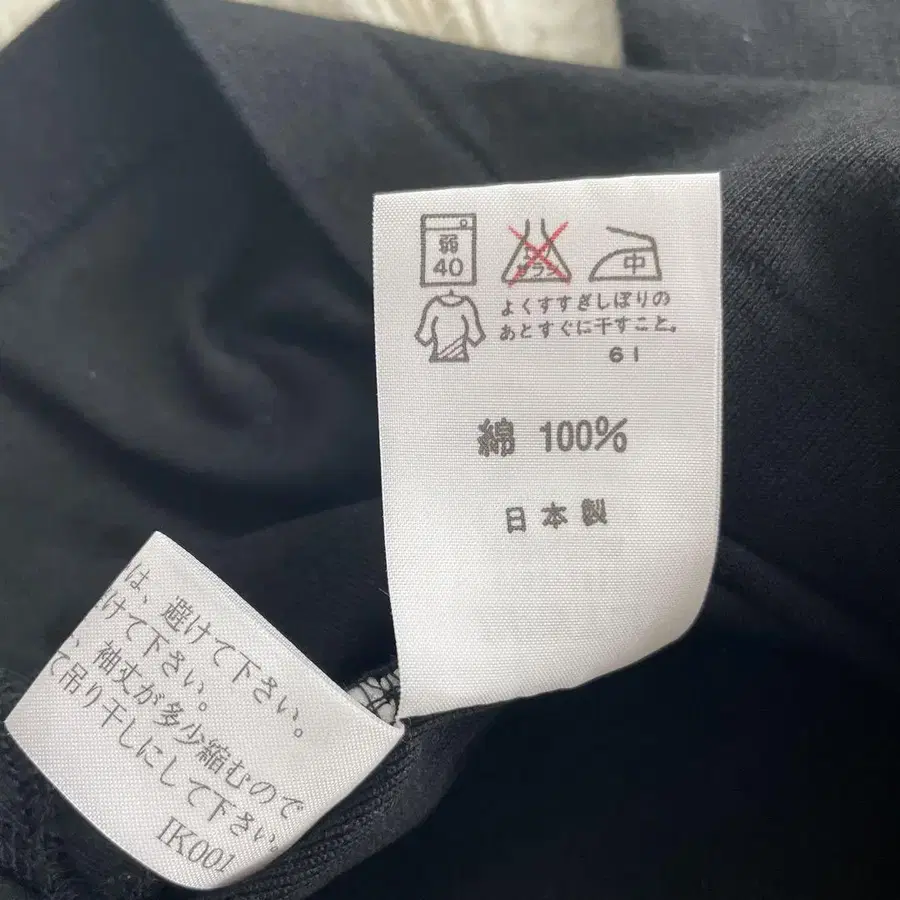 弱
40
中
よくすすぎしぼりの
あとすぐに干すこと。
61
綿 100%
日本製
は、避けて下さい。
けて下さい。
、袖丈が多少縮むので
て吊り干しにして下さい。
IK001